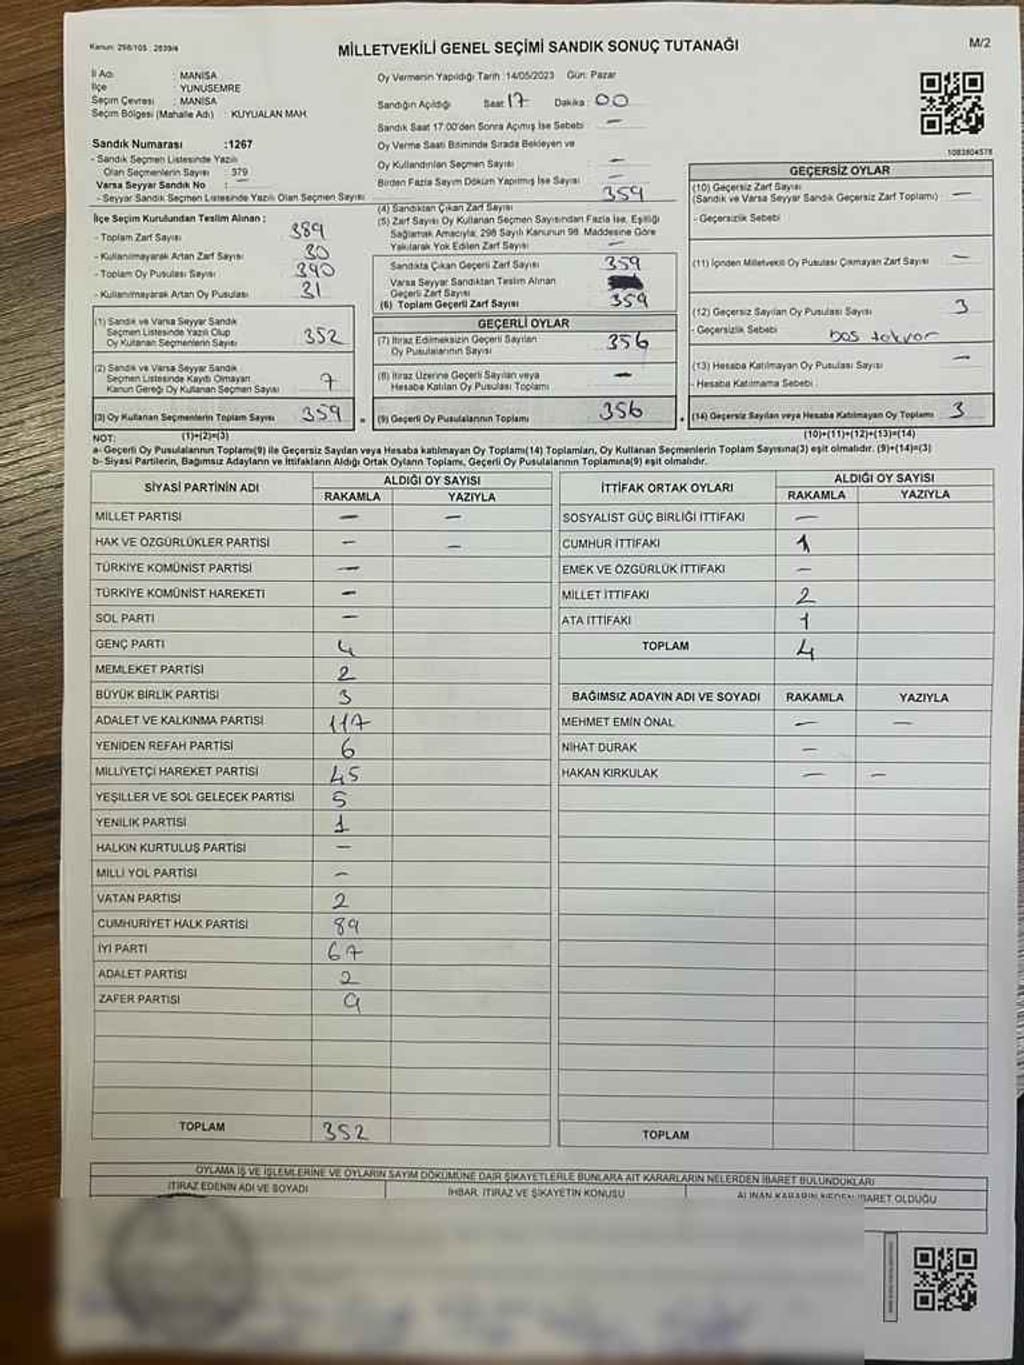 Kanun: 298/105 : 2839/4
MİLLETVEKİLİ GENEL SEÇİMİ SANDIK SONUÇ TUTANAĞI
M/2
İl Adı : MANİSA
İlçe : YUNUSEMRE
Seçim Çevresi : MANİSA
Seçim Bölgesi (Mahalle Adı) : KUYUALAN MAH.
Sandık Numarası :1267
- Sandık Seçmen Listesinde Yazılı
Olan Seçmenlerin Sayısı : 379
Varsa Seyyar Sandık No : —
- Seyyar Sandık Seçmen Listesinde Yazılı Olan Seçmen Sayısı
İlçe Seçim Kurulundan Teslim Alınan :
- Toplam Zarf Sayısı 389
- Kullanılmayarak Artan Zarf Sayısı 30
- Toplam Oy Pusulası Sayısı 390
- Kullanılmayarak Artan Oy Pusulası 31
(1) Sandık ve Varsa Seyyar Sandık
Seçmen Listesinde Yazılı Olup
Oy Kullanan Seçmenlerin Sayısı 352
(2) Sandık ve Varsa Seyyar Sandık
Seçmen Listesinde Kayıtlı Olmayan
Kanun Gereği Oy Kullanan Seçmen Sayısı 7
(3) Oy Kullanan Seçmenlerin Toplam Sayısı 359
Oy Vermenin Yapıldığı Tarih :14/05/2023 Gün: Pazar
Sandığın Açıldığı Saat 17 Dakika 00
Sandık Saat 17:00'den Sonra Açılmış İse Sebebi —
Oy Verme Saati Bitiminde Sırada Bekleyen ve
Oy Kullandırılan Seçmen Sayısı —
Birden Fazla Sayım Döküm Yapılmış İse Sayısı —
(4) Sandıktan Çıkan Zarf Sayısı 359
(5) Zarf Sayısı Oy Kullanan Seçmen Sayısından Fazla İse, Eşitliği
Sağlamak Amacıyla; 298 Sayılı Kanunun 98. Maddesine Göre
Yakılarak Yok Edilen Zarf Sayısı —
Sandıkta Çıkan Geçerli Zarf Sayısı 359
Varsa Seyyar Sandıktan Teslim Alınan
Geçerli Zarf Sayısı
(6) Toplam Geçerli Zarf Sayısı 359
GEÇERLİ OYLAR
(7) İtiraz Edilmeksizin Geçerli Sayılan
Oy Pusulalarının Sayısı 356
(8) İtiraz Üzerine Geçerli Sayılan veya
Hesaba Katılan Oy Pusulası Toplamı —
= (9) Geçerli Oy Pusulalarının Toplamı 356 +
1083804578
GEÇERSİZ OYLAR
(10) Geçersiz Zarf Sayısı
(Sandık ve Varsa Seyyar Sandık Geçersiz Zarf Toplamı) —
- Geçersizlik Sebebi
(11) İçinden Milletvekili Oy Pusulası Çıkmayan Zarf Sayısı —
(12) Geçersiz Sayılan Oy Pusulası Sayısı 3
- Geçersizlik Sebebi boş
(13) Hesaba Katılmayan Oy Pusulası Sayısı —
- Hesaba Katılmama Sebebi :
(14) Geçersiz Sayılan veya Hesaba Katılmayan Oy Toplamı 3
NOT: (1)+(2)=(3) (10)+(11)+(12)+(13)=(14)
a- Geçerli Oy Pusulalarının Toplamı(9) ile Geçersiz Sayılan veya Hesaba katılmayan Oy Toplamı(14) Toplamları, Oy Kullanan Seçmenlerin Toplam Sayısına(3) eşit olmalıdır. (9)+(14)=(3)
b- Siyasi Partilerin, Bağımsız Adayların ve İttifakların Aldığı Ortak Oyların Toplamı, Geçerli Oy Pusulalarının Toplamına(9) eşit olmalıdır.
SİYASİ PARTİNİN ADI ALDIĞI OY SAYISI
RAKAMLA YAZIYLA
MİLLET PARTİSİ — —
HAK VE ÖZGÜRLÜKLER PARTİSİ — —
TÜRKİYE KOMÜNİST PARTİSİ —
TÜRKİYE KOMÜNİST HAREKETİ —
SOL PARTİ —
GENÇ PARTİ 4
MEMLEKET PARTİSİ 2
BÜYÜK BİRLİK PARTİSİ 3
ADALET VE KALKINMA PARTİSİ 117
YENİDEN REFAH PARTİSİ 6
MİLLİYETÇİ HAREKET PARTİSİ 45
YEŞİLLER VE SOL GELECEK PARTİSİ 5
YENİLİK PARTİSİ 1
HALKIN KURTULUŞ PARTİSİ —
MİLLİ YOL PARTİSİ —
VATAN PARTİSİ 2
CUMHURİYET HALK PARTİSİ 89
İYİ PARTİ 67
ADALET PARTİSİ 2
ZAFER PARTİSİ 9
TOPLAM 352
İTTİFAK ORTAK OYLARI ALDIĞI OY SAYISI
RAKAMLA YAZIYLA
SOSYALİST GÜÇ BİRLİĞİ İTTİFAKI —
CUMHUR İTTİFAKI 1
EMEK VE ÖZGÜRLÜK İTTİFAKI —
MİLLET İTTİFAKI 2
ATA İTTİFAKI 1
TOPLAM 4
BAĞIMSIZ ADAYIN ADI VE SOYADI RAKAMLA YAZIYLA
MEHMET EMİN ÖNAL — —
NİHAT DURAK —
HAKAN KIRKULAK — —
TOPLAM
OYLAMA İŞ VE İŞLEMLERİNE VE OYLARIN SAYIM DÖKÜMÜNE DAİR ŞİKAYETLERLE BUNLARA AİT KARARLARIN NELERDEN İBARET BULUNDUKLARI
İTİRAZ EDENİN ADI VE SOYADI İHBAR, İTİRAZ VE ŞİKAYETİN KONUSU ALINAN KARARIN NEDEN İBARET OLDUĞU